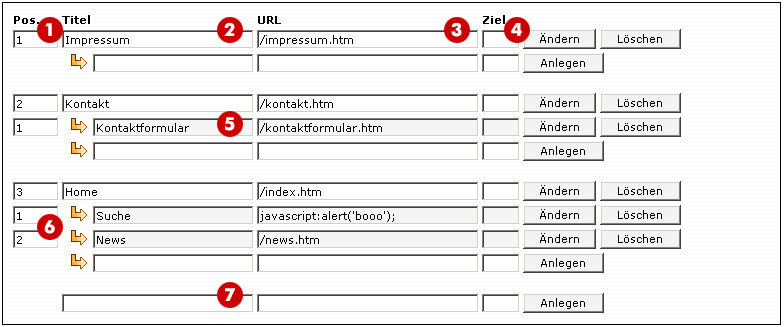 Pos. 1 Titel 2 URL 3 Ziel 4
1 Impressum /impressum.htm Ändern Löschen
Anlegen
2 Kontakt /kontakt.htm Ändern Löschen
1 Kontaktformular 5 /kontaktformular.htm Ändern Löschen
Anlegen
3 Home /index.htm Ändern Löschen
1 Suche javascript:alert('booo'); Ändern Löschen
6
2 News /news.htm Ändern Löschen
Anlegen
7 Anlegen